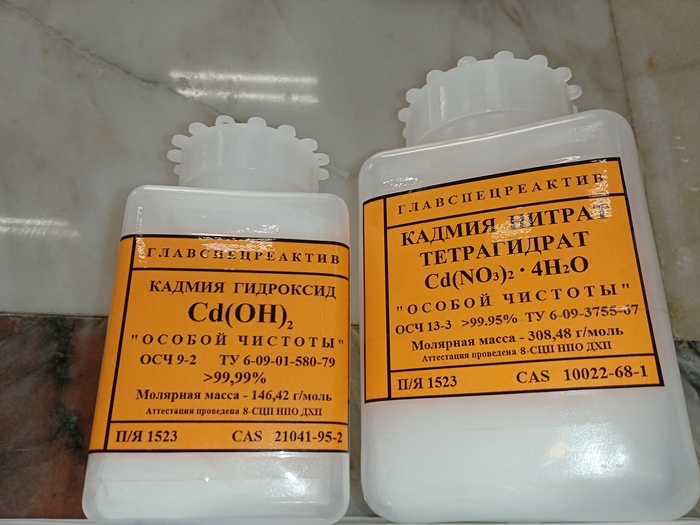 ГЛАВСПЕЦРЕАКТИВ
КАДМИЯ ГИДРОКСИД
Cd(OH)₂
"ОСОБОЙ ЧИСТОТЫ"
ОСЧ 9-2 ТУ 6-09-01-580-79
>99,99%
Молярная масса - 146,42 г/моль
Аттестация проведена 8-СЦП НПО ДХП
П/Я 1523 CAS 21041-95-2
ГЛАВСПЕЦРЕАКТИВ
КАДМИЯ НИТРАТ
ТЕТРАГИДРАТ
Cd(NO₃)₂ · 4H₂O
"ОСОБОЙ ЧИСТОТЫ"
ОСЧ 13-3 >99.95% ТУ 6-09-3755-67
Молярная масса - 308,48 г/моль
Аттестация проведена 8-СЦП НПО ДХП
П/Я 1523 CAS 10022-68-1